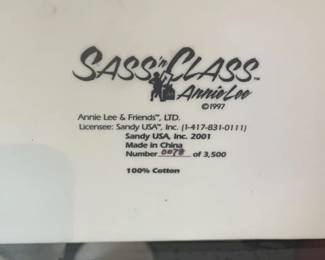 SASS 'n CLASS™
Annie Lee
©1997
Annie Lee & Friends™, LTD.
Licensee: Sandy USA™, Inc. (1-417-831-0111)
Sandy USA, Inc. 2001
Made in China
Number 0078 of 3,500
100% Cotton